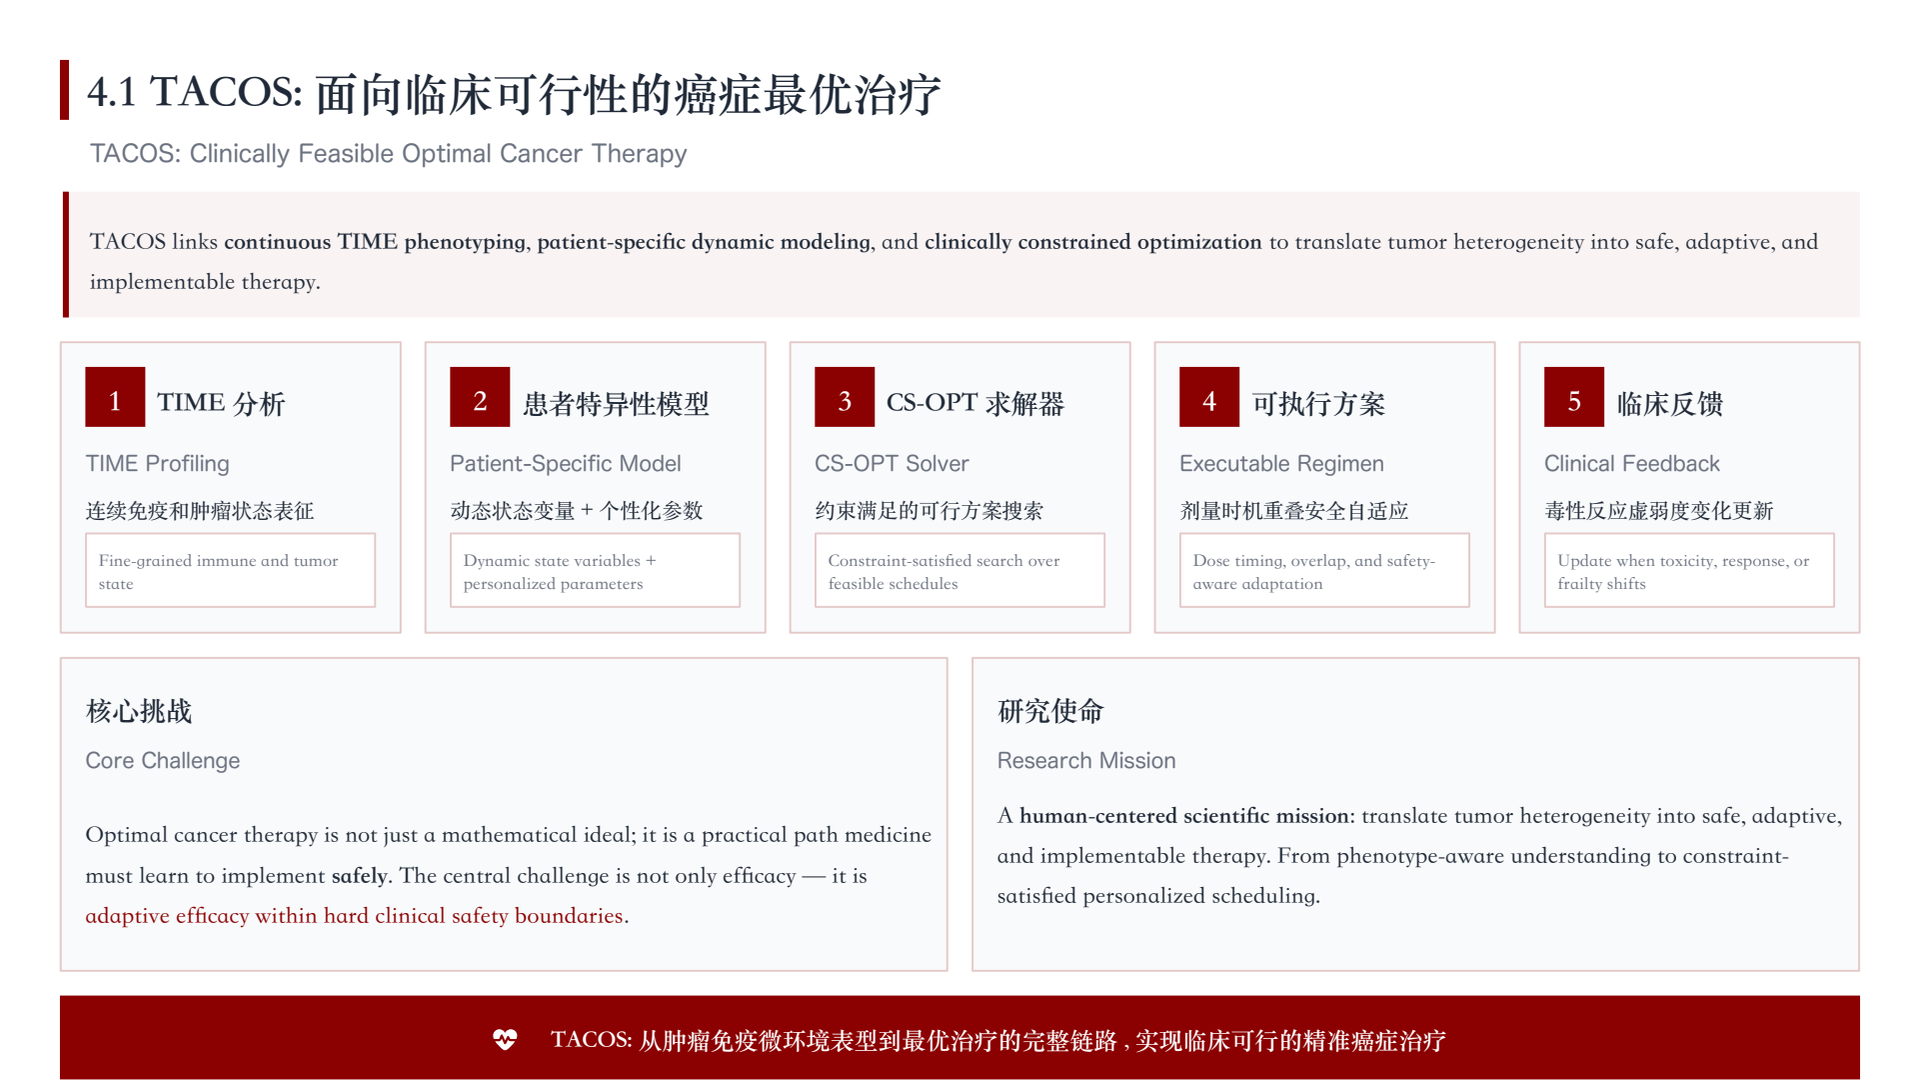 4.1 TACOS: 面向临床可行性的癌症最优治疗
TACOS: Clinically Feasible Optimal Cancer Therapy
TACOS links continuous TIME phenotyping, patient-specific dynamic modeling, and clinically constrained optimization to translate tumor heterogeneity into safe, adaptive, and
implementable therapy.
1 TIME 分析
TIME Profiling
连续免疫和肿瘤状态表征
Fine-grained immune and tumor
state
2 患者特异性模型
Patient-Specific Model
动态状态变量 + 个性化参数
Dynamic state variables +
personalized parameters
3 CS-OPT 求解器
CS-OPT Solver
约束满足的可行方案搜索
Constraint-satisfied search over
feasible schedules
4 可执行方案
Executable Regimen
剂量时机重叠安全自适应
Dose timing, overlap, and safety-
aware adaptation
5 临床反馈
Clinical Feedback
毒性反应虚弱度变化更新
Update when toxicity, response, or
frailty shifts
核心挑战
Core Challenge
Optimal cancer therapy is not just a mathematical ideal; it is a practical path medicine
must learn to implement safely. The central challenge is not only efficacy — it is
adaptive efficacy within hard clinical safety boundaries.
研究使命
Research Mission
A human-centered scientific mission: translate tumor heterogeneity into safe, adaptive,
and implementable therapy. From phenotype-aware understanding to constraint-
satisfied personalized scheduling.
TACOS: 从肿瘤免疫微环境表型到最优治疗的完整链路 , 实现临床可行的精准癌症治疗